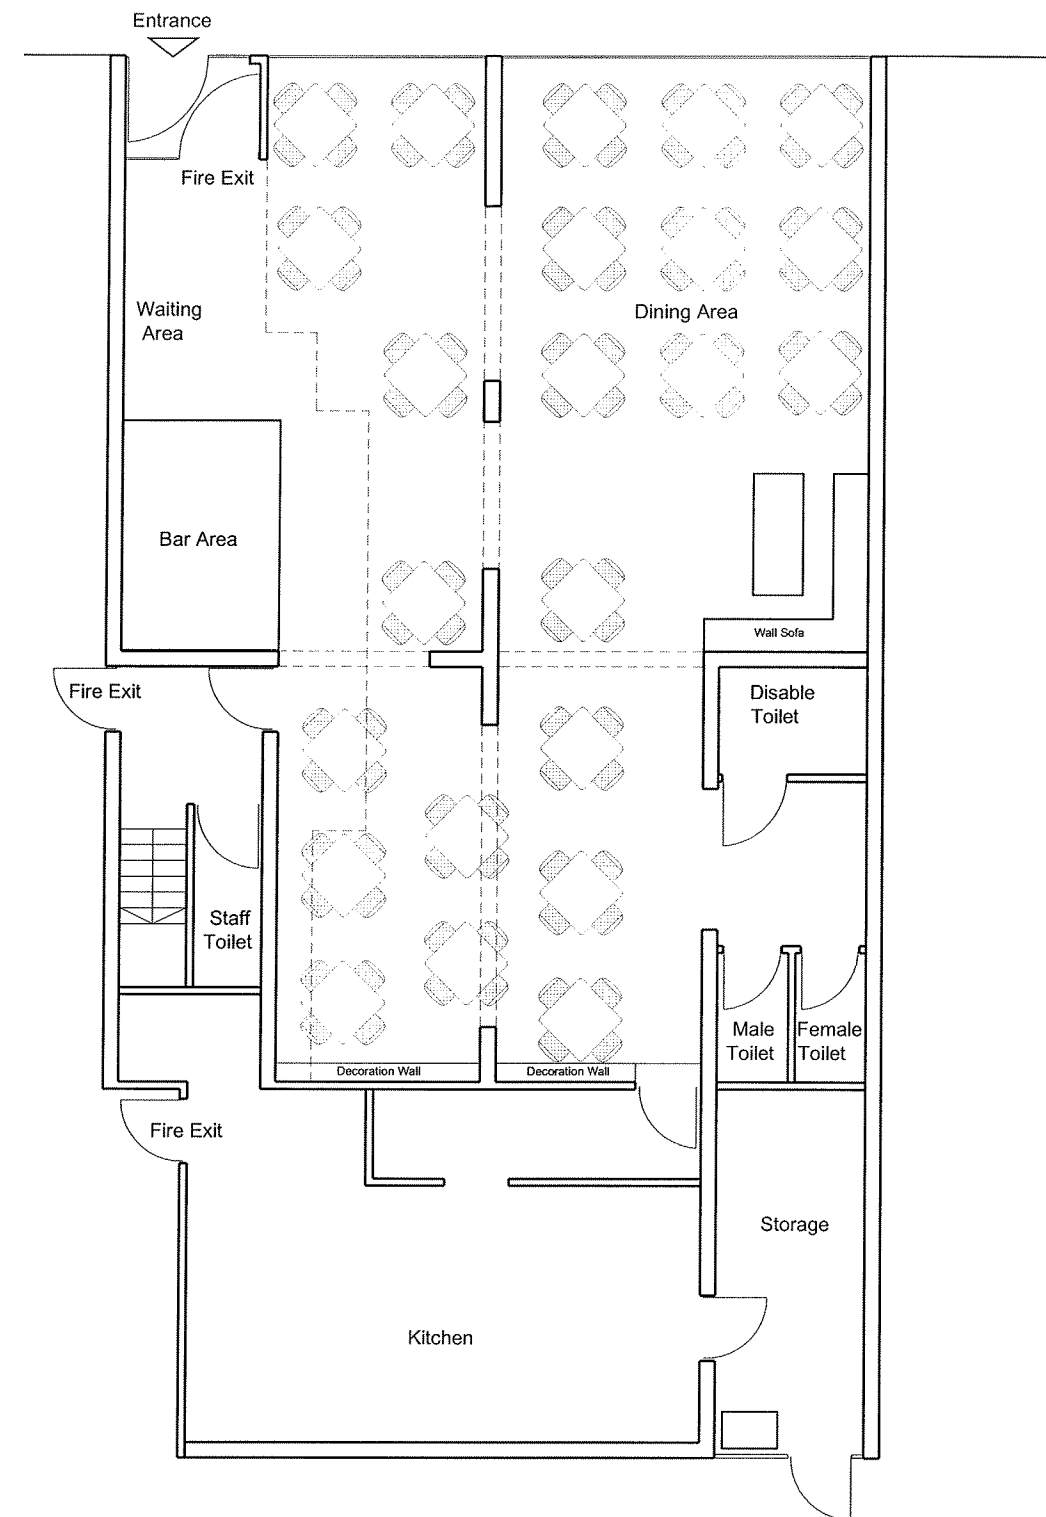 Entrance
Fire Exit
Waiting
Area
Dining Area
Bar Area
Wall Sofa
Fire Exit
Disable
Toilet
Staff
Toilet
Male
Toilet
Female
Toilet
Decoration Wall
Decoration Wall
Fire Exit
Storage
Kitchen